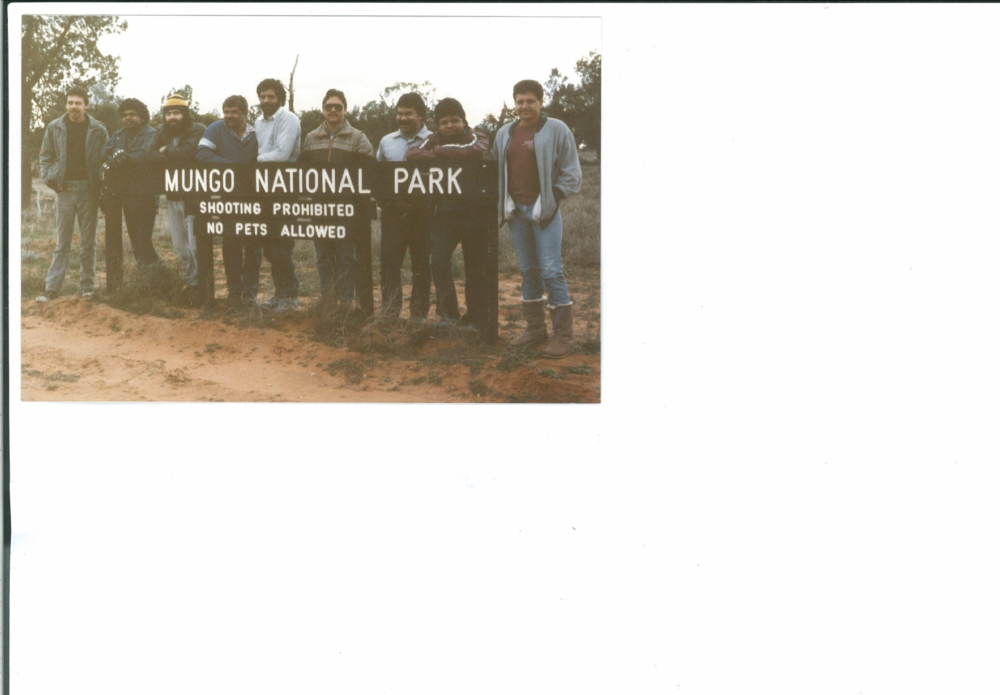 MUNGO NATIONAL PARK
SHOOTING PROHIBITED
NO PETS ALLOWED